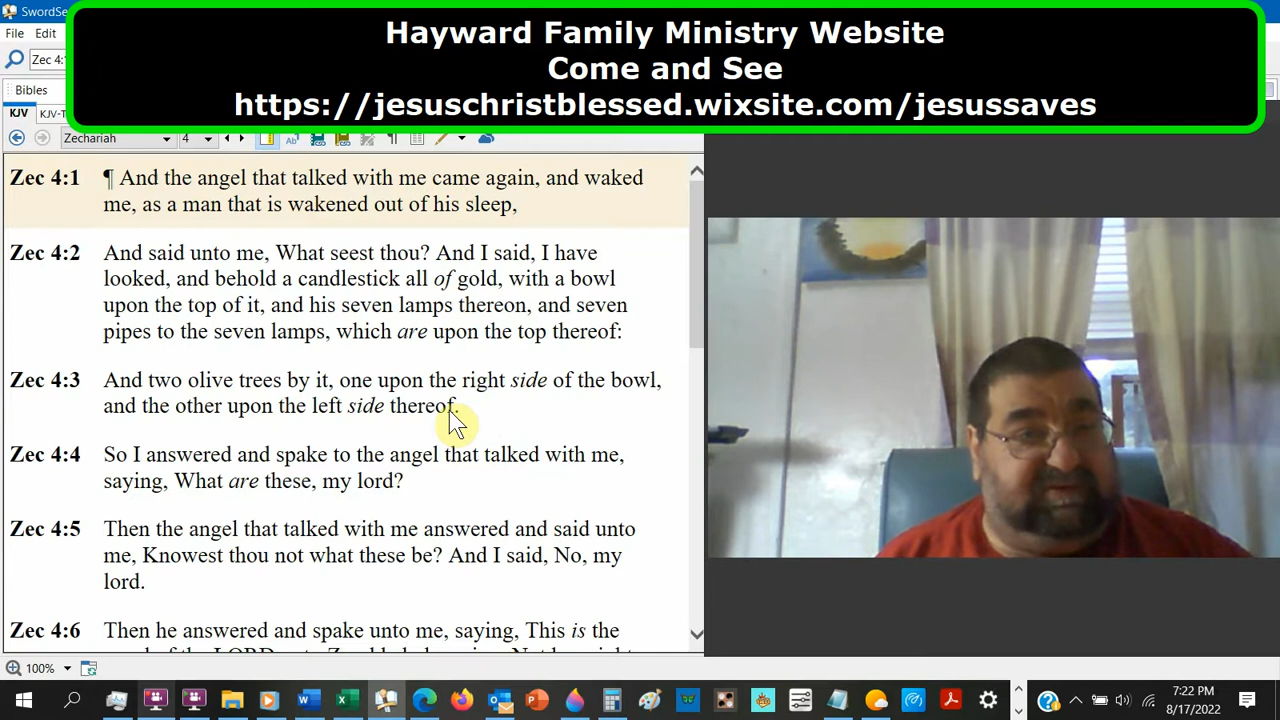 SwordSe
Hayward Family Ministry Website
Come and See
https://jesuschristblessed.wixsite.com/jesussaves
File Edit
Zec 4:
Bibles
KJV KJV-T
Zechariah 4
Zec 4:1 ¶ And the angel that talked with me came again, and waked
me, as a man that is wakened out of his sleep,
Zec 4:2 And said unto me, What seest thou? And I said, I have
looked, and behold a candlestick all of gold, with a bowl
upon the top of it, and his seven lamps thereon, and seven
pipes to the seven lamps, which are upon the top thereof:
Zec 4:3 And two olive trees by it, one upon the right side of the bowl,
and the other upon the left side thereof.
Zec 4:4 So I answered and spake to the angel that talked with me,
saying, What are these, my lord?
Zec 4:5 Then the angel that talked with me answered and said unto
me, Knowest thou not what these be? And I said, No, my
lord.
Zec 4:6 Then he answered and spake unto me, saying, This is the
100%
7:22 PM
8/17/2022